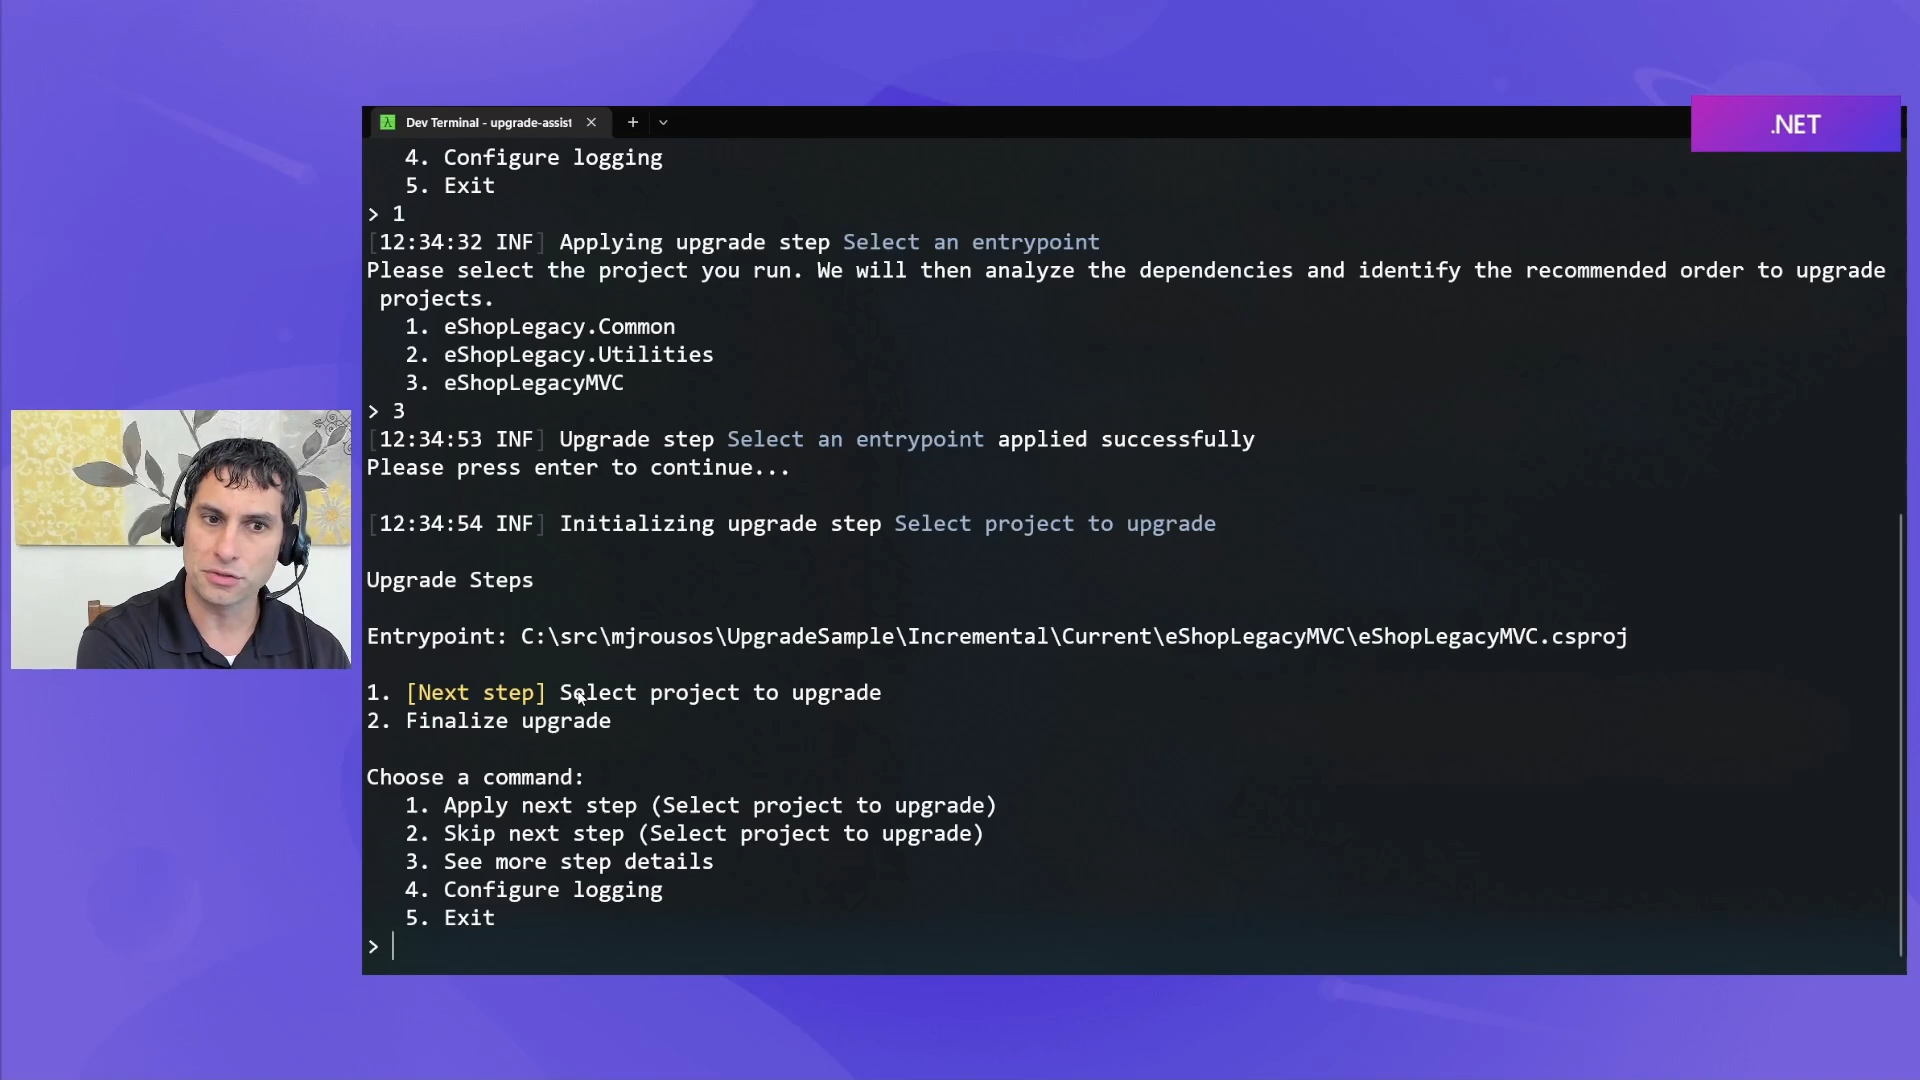 Dev Terminal - upgrade-assist
.NET
4. Configure logging
5. Exit
> 1
[12:34:32 INF] Applying upgrade step Select an entrypoint
Please select the project you run. We will then analyze the dependencies and identify the recommended order to upgrade
projects.
1. eShopLegacy.Common
2. eShopLegacy.Utilities
3. eShopLegacyMVC
> 3
[12:34:53 INF] Upgrade step Select an entrypoint applied successfully
Please press enter to continue...
[12:34:54 INF] Initializing upgrade step Select project to upgrade
Upgrade Steps
Entrypoint: C:\src\mjrousos\UpgradeSample\Incremental\Current\eShopLegacyMVC\eShopLegacyMVC.csproj
1. [Next step] Select project to upgrade
2. Finalize upgrade
Choose a command:
1. Apply next step (Select project to upgrade)
2. Skip next step (Select project to upgrade)
3. See more step details
4. Configure logging
5. Exit
>